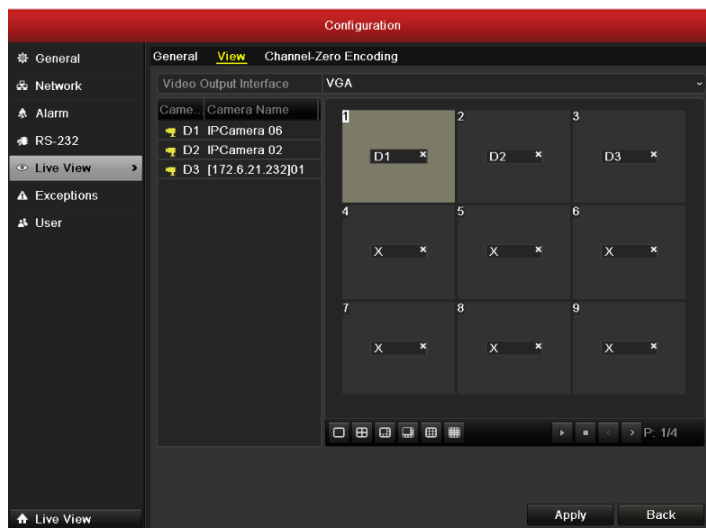 Configuration
General
Network
Alarm
RS-232
Live View
Exceptions
User
Live View
General View Channel-Zero Encoding
Video Output Interface VGA
Came... Camera Name
D1 IPCamera 06
D2 IPCamera 02
D3 [172.6.21.232]01
1 2 3
D1 × D2 × D3 ×
4 5 6
X × X × X ×
7 8 9
X × X × X ×
P: 1/4
Apply Back